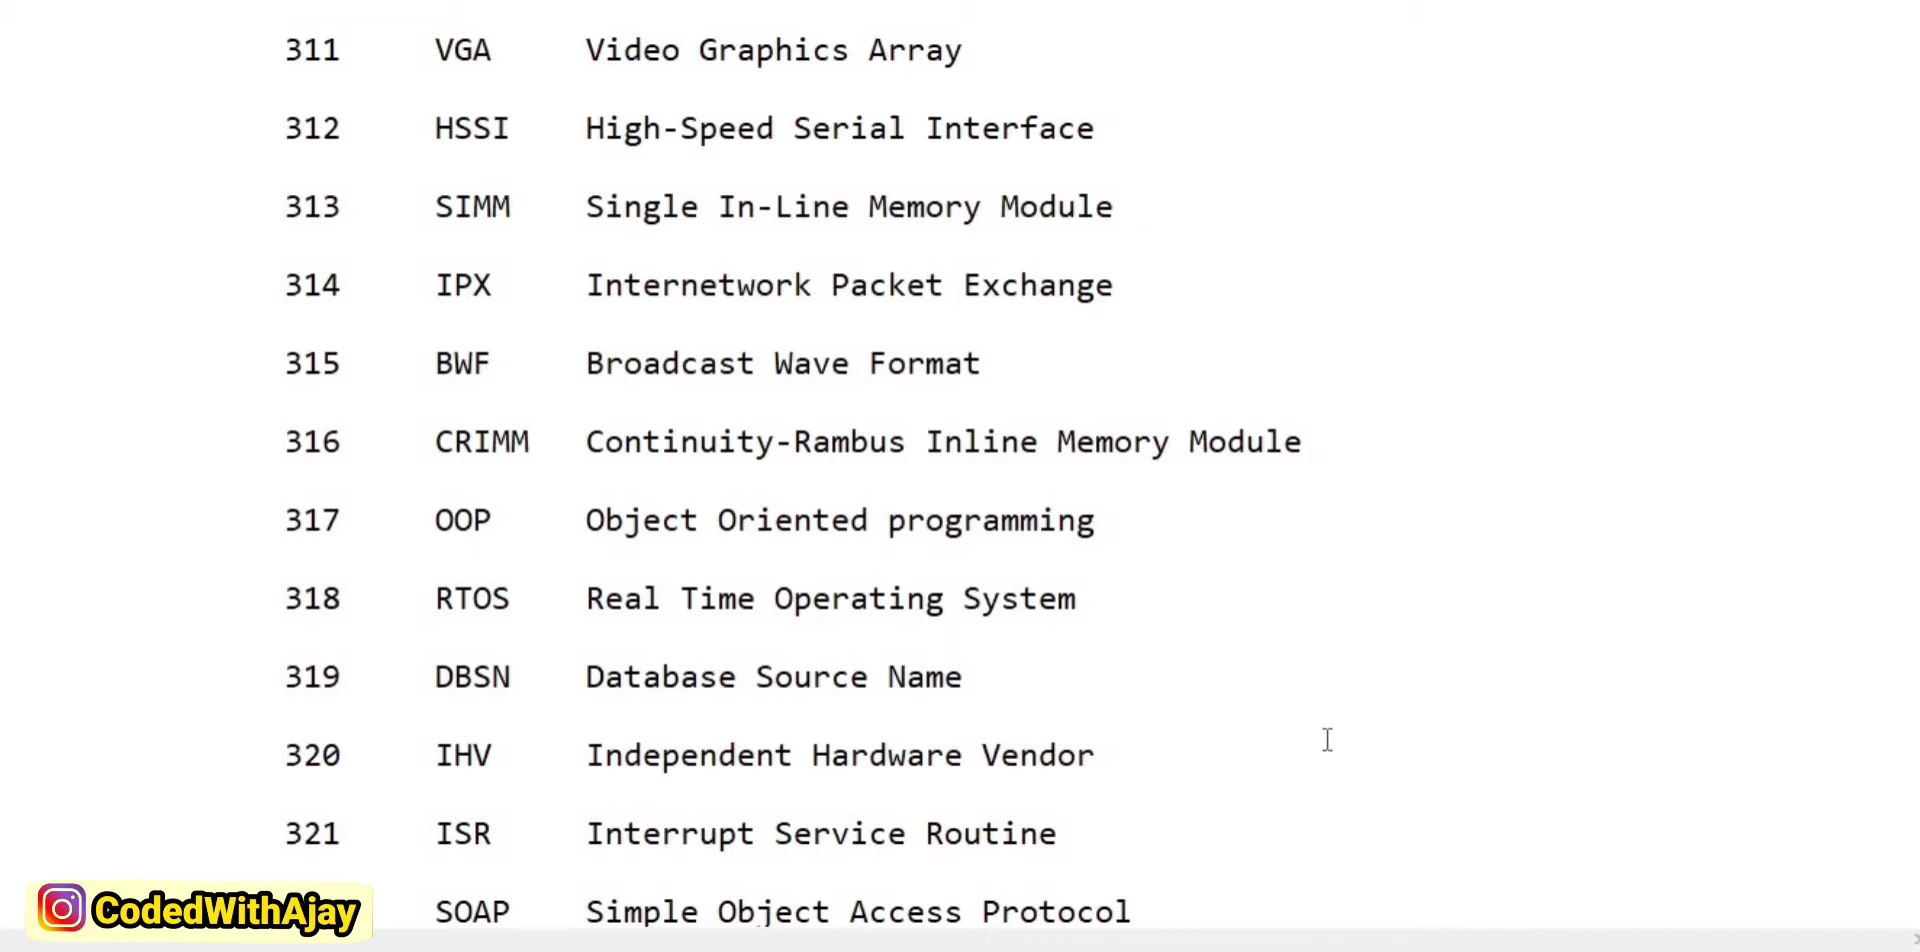 311 VGA Video Graphics Array
312 HSSI High-Speed Serial Interface
313 SIMM Single In-Line Memory Module
314 IPX Internetwork Packet Exchange
315 BWF Broadcast Wave Format
316 CRIMM Continuity-Rambus Inline Memory Module
317 OOP Object Oriented programming
318 RTOS Real Time Operating System
319 DBSN Database Source Name
320 IHV Independent Hardware Vendor
321 ISR Interrupt Service Routine
SOAP Simple Object Access Protocol
CodedWithAjay